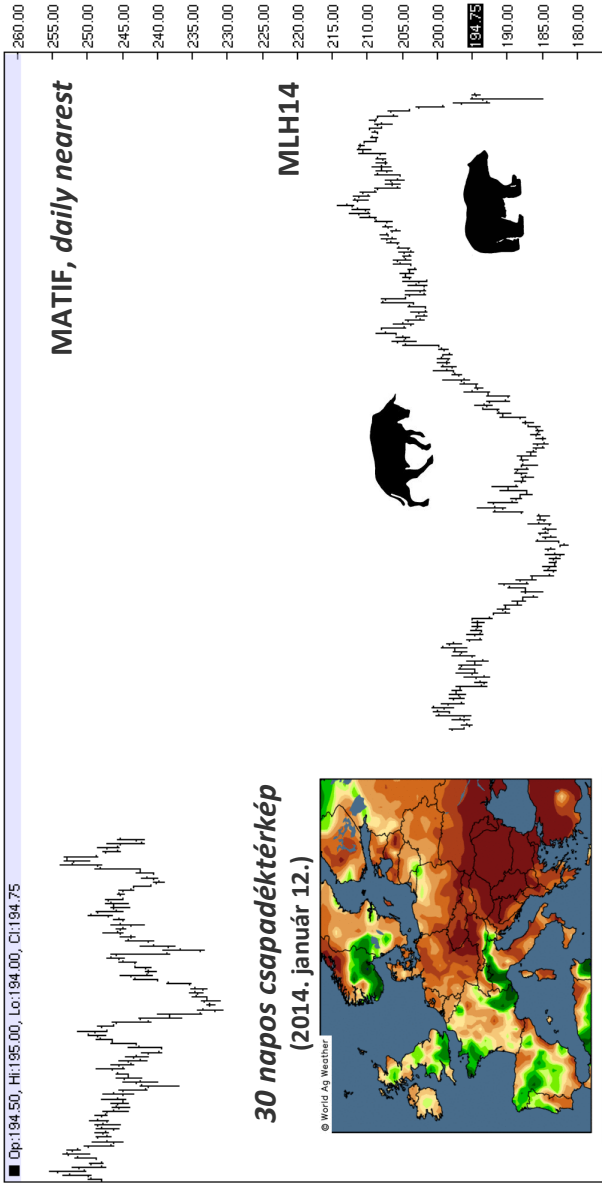 Op:194.50, Hi:195.00, Lo:194.00, Cl:194.75
MATIF, daily nearest
MLH14
30 napos csapadéktérkép
(2014. január 12.)
© World Ag Weather
260.00
255.00
250.00
245.00
240.00
235.00
230.00
225.00
220.00
215.00
210.00
205.00
200.00
194.75
190.00
185.00
180.00